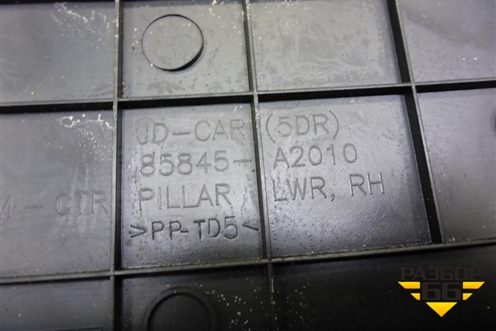 JD-CAR (5DR)
85845- A2010
M-CTR PILLAR, LWR, RH
>PP-TD5<
РАЗБОР
66